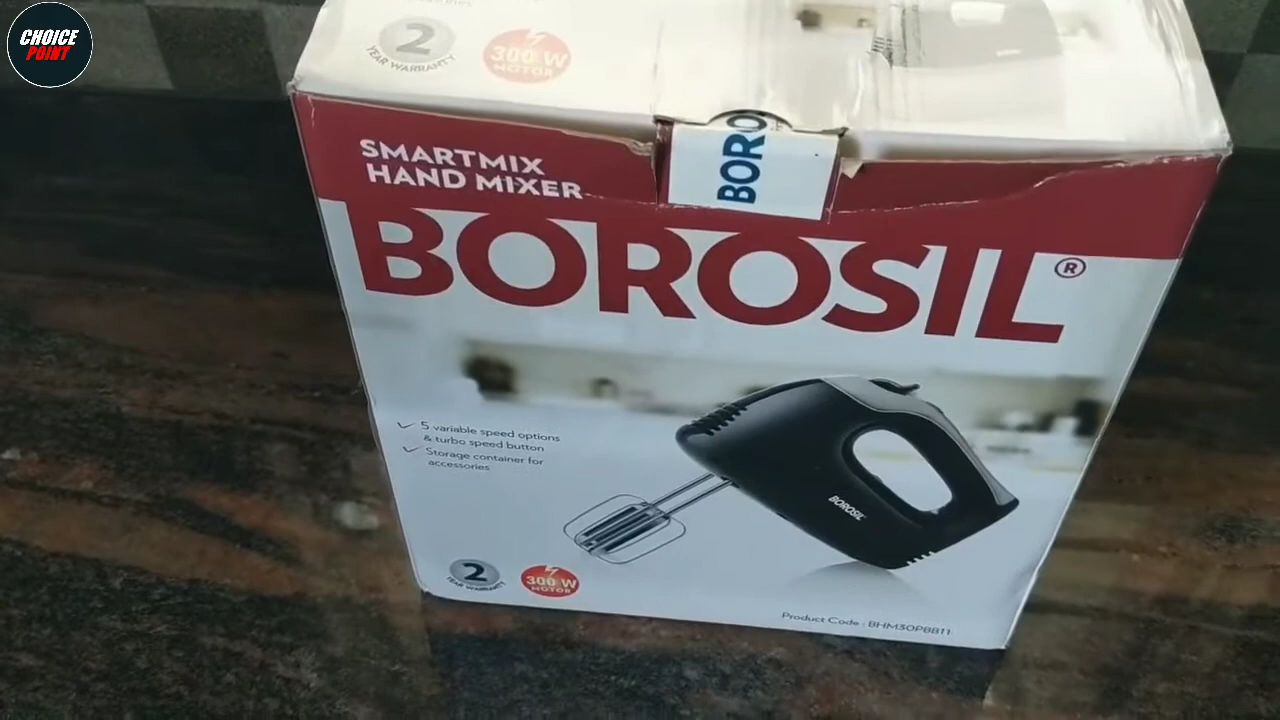 CHOICE
POINT
2
YEAR WARRANTY
300 W
MOTOR
BORO
SMARTMIX
HAND MIXER
BOROSIL®
5 variable speed options
& turbo speed button
Storage container for
accessories
BOROSIL
2
YEAR WARRANTY
300 W
MOTOR
Product Code : BHM30PBB11